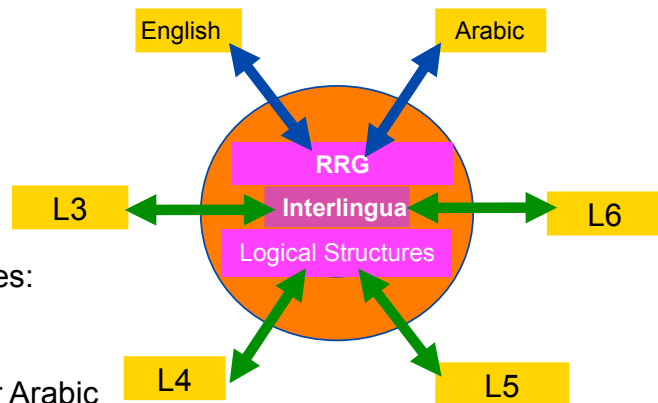 English
Arabic
RRG
L3
Interlingua
L6
Logical Structures
es:
L4
L5
r Arabic